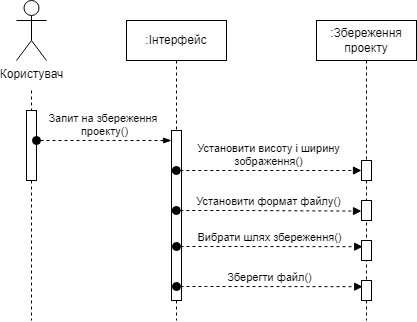 :Інтерфейс
:Збереження
проекту
Користувач
Запит на збереження
проекту()
Установити висоту і ширину
зображення()
Установити формат файлу()
Вибрати шлях збереження()
Зберегти файл()